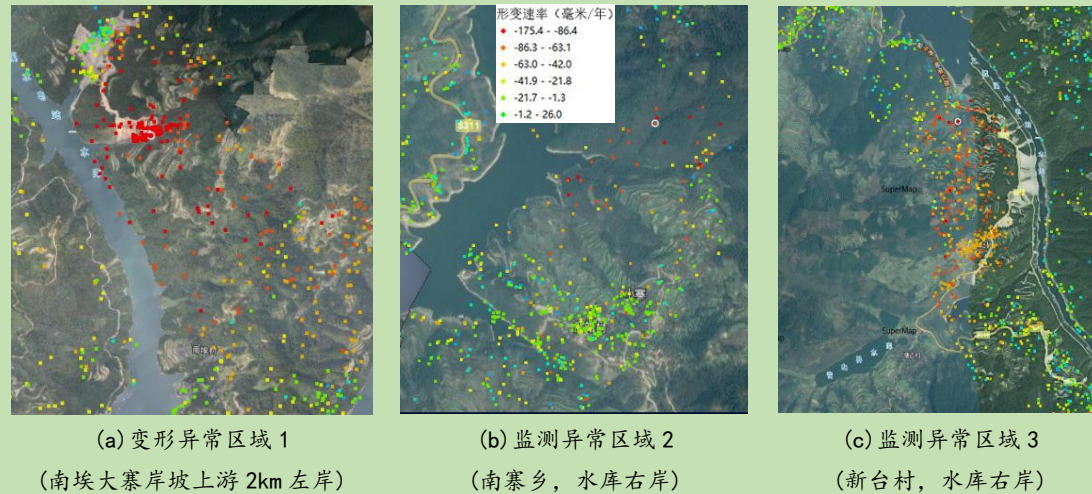 形变速率（毫米/年）
-175.4 - -86.4
-86.3 - -63.1
-63.0 - -42.0
-41.9 - -21.8
-21.7 - -1.3
-1.2 - 26.0
S211
SuperMap
SuperMap
(a)变形异常区域 1
(南埃大寨岸坡上游 2km 左岸)
(b)监测异常区域 2
(南寨乡，水库右岸)
(c)监测异常区域 3
(新台村，水库右岸)